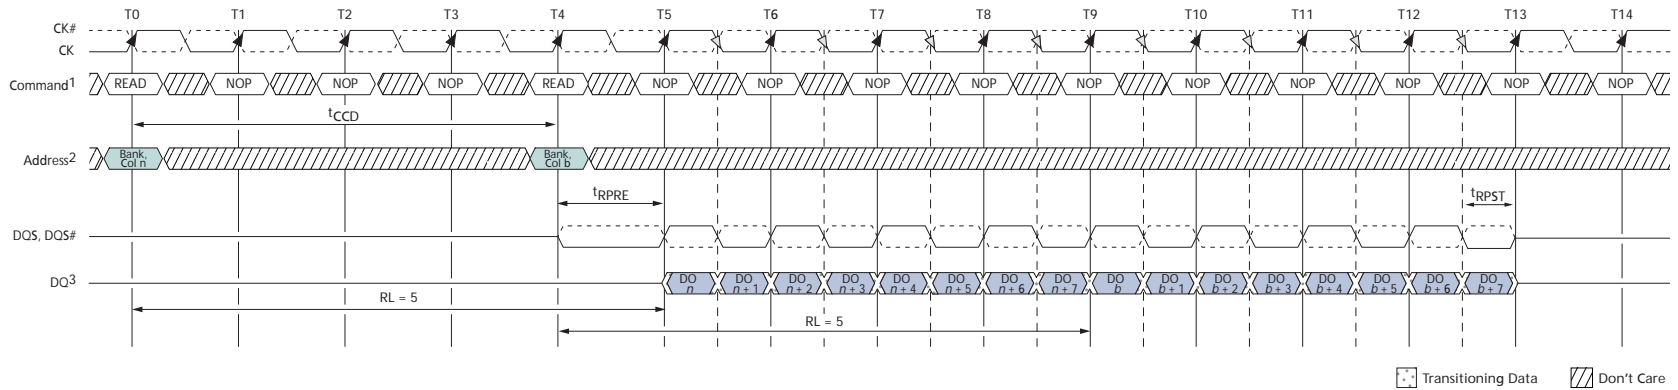 T0 T1 T2 T3 T4 T5 T6 T7 T8 T9 T10 T11 T12 T13 T14
CK#
CK
Command1 READ NOP NOP NOP READ NOP NOP NOP NOP NOP NOP NOP NOP NOP NOP
tCCD
Address2 Bank, Col n Bank, Col b
tRPRE tRPST
DQS, DQS#
DQ3 DO n DO n + 1 DO n + 2 DO n + 3 DO n + 4 DO n + 5 DO n + 6 DO n + 7 DO b DO b + 1 DO b + 2 DO b + 3 DO b + 4 DO b + 5 DO b + 6 DO b + 7
RL = 5
RL = 5
Transitioning Data Don't Care